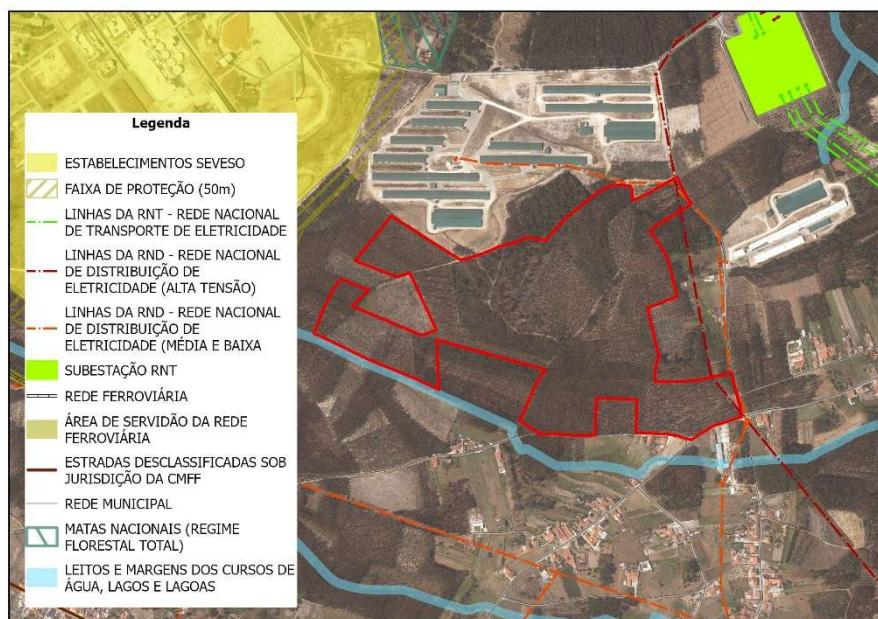 Legenda
ESTABELECIMENTOS SEVESO
FAIXA DE PROTEÇÃO (50m)
LINHAS DA RNT - REDE NACIONAL
DE TRANSPORTE DE ELETRICIDADE
LINHAS DA RND - REDE NACIONAL
DE DISTRIBUIÇÃO DE
ELETRICIDADE (ALTA TENSÃO)
LINHAS DA RND - REDE NACIONAL
DE DISTRIBUIÇÃO DE
ELETRICIDADE (MÉDIA E BAIXA
SUBESTAÇÃO RNT
REDE FERROVIÁRIA
ÁREA DE SERVIDÃO DA REDE
FERROVIÁRIA
ESTRADAS DESCLASSIFICADAS SOB
JURISDIÇÃO DA CMFF
REDE MUNICIPAL
MATAS NACIONAIS (REGIME
FLORESTAL TOTAL)
LEITOS E MARGENS DOS CURSOS DE
ÁGUA, LAGOS E LAGOAS